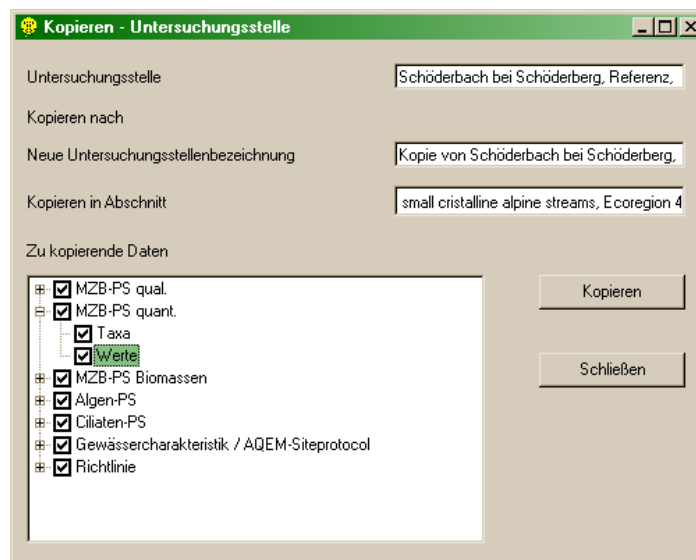 Kopieren - Untersuchungsstelle
Untersuchungsstelle Schöderbach bei Schöderberg, Referenz,
Kopieren nach
Neue Untersuchungsstellenbezeichnung Kopie von Schöderbach bei Schöderberg,
Kopieren in Abschnitt small cristalline alpine streams, Ecoregion 4
Zu kopierende Daten
MZB-PS qual.
MZB-PS quant.
Taxa
Werte
MZB-PS Biomassen
Algen-PS
Ciliaten-PS
Gewässercharakteristik / AQEM-Siteprotocol
Richtlinie
Kopieren
Schließen